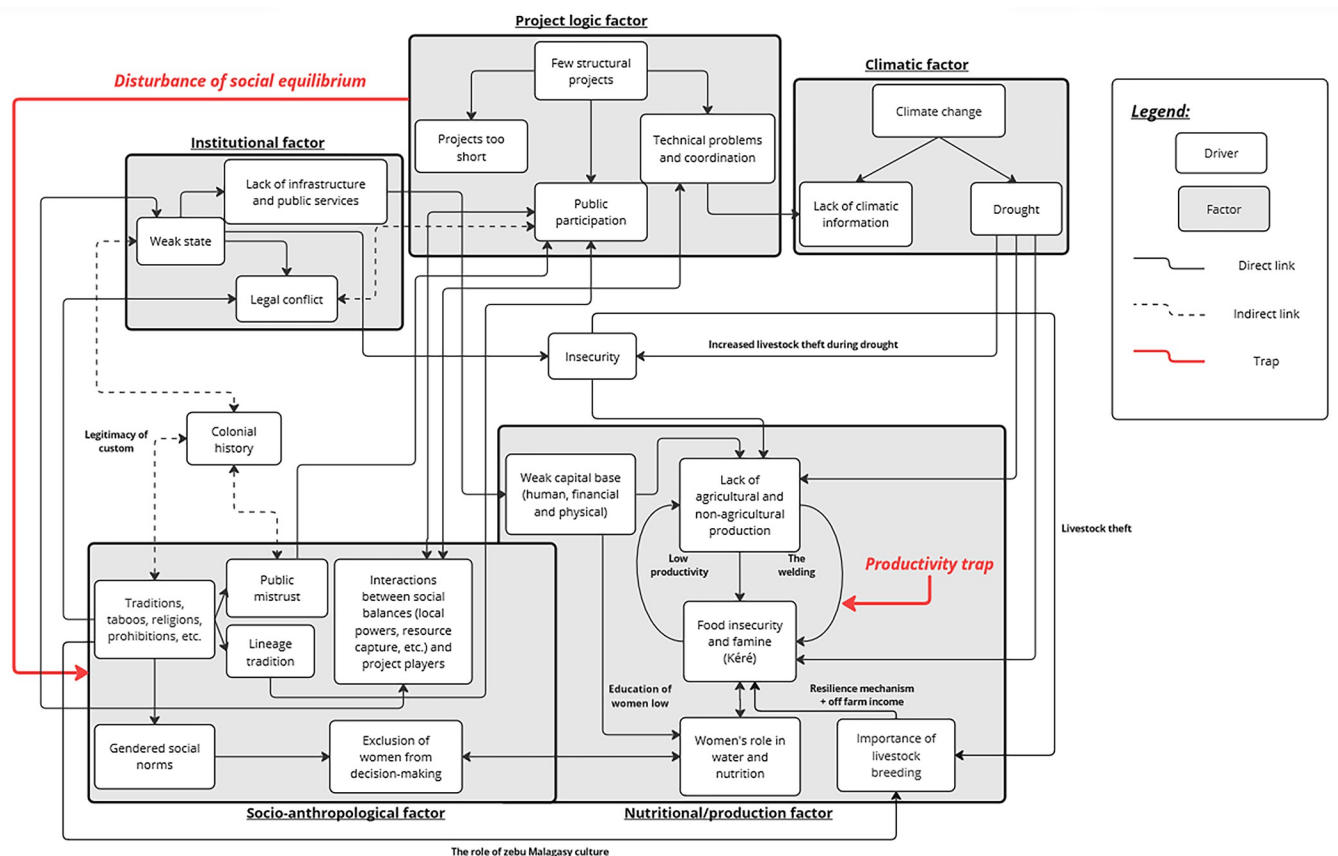 Project logic factor
Disturbance of social equilibrium
Few structural
projects
Projects too
short
Technical problems
and coordination
Public
participation
Climatic factor
Climate change
Lack of climatic
information
Drought
Legend:
Driver
Factor
Direct link
Indirect link
Trap
Institutional factor
Lack of infrastructure
and public services
Weak state
Legal conflict
Insecurity
Increased livestock theft during drought
Legitimacy of
custom
Colonial
history
Weak capital base
(human, financial
and physical)
Lack of
agricultural and
non-agricultural
production
Livestock theft
Low
productivity
The
welding
Productivity trap
Food insecurity
and famine
(Kéré)
Education of
women low
Resilience mechanism
+ off farm income
Women's role in
water and
nutrition
Importance of
livestock
breeding
Nutritional/production factor
Traditions,
taboos, religions,
prohibitions, etc.
Public
mistrust
Lineage
tradition
Interactions
between social
balances (local
powers, resource
capture, etc.) and
project players
Gendered social
norms
Exclusion of
women from
decision-making
Socio-anthropological factor
The role of zebu Malagasy culture